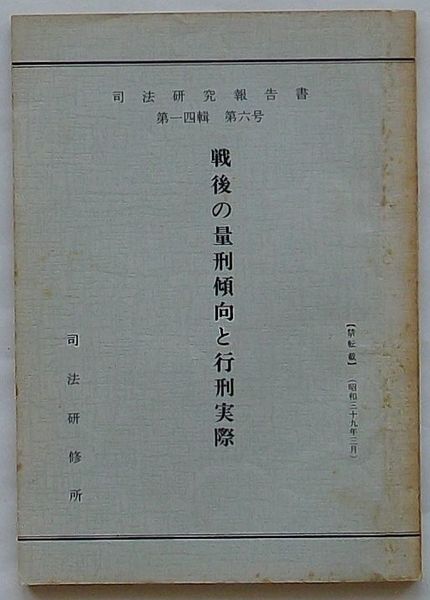 司法研究報告書
第一四輯 第六号
戦後の量刑傾向と行刑実際
【禁転載】(昭和三十九年三月)
司法研修所